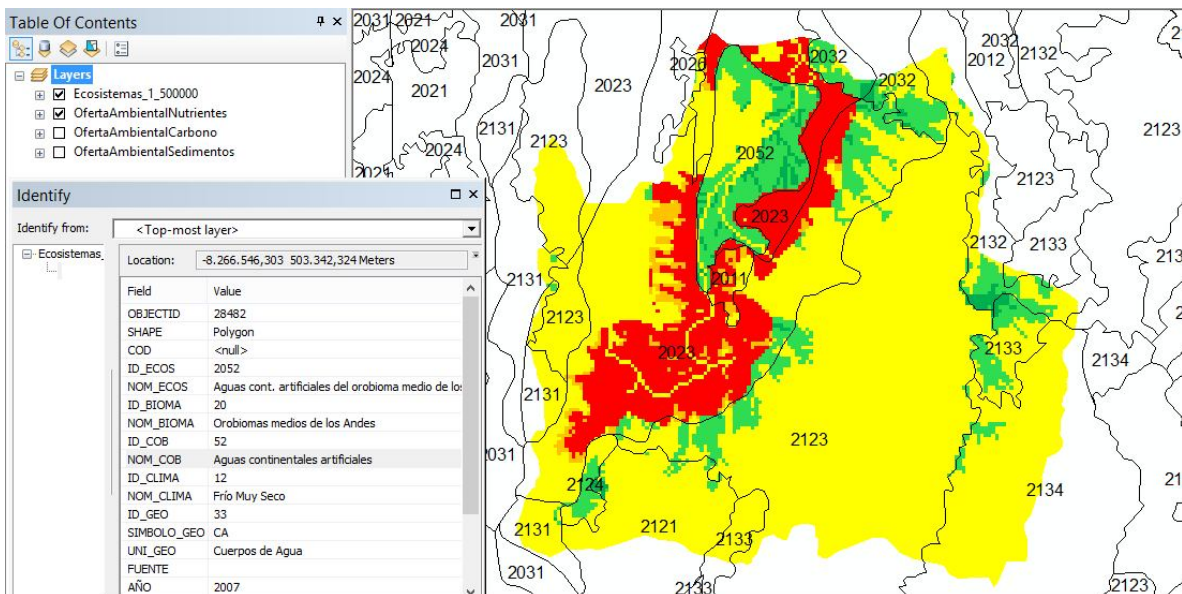 Table Of Contents
Layers
Ecosistemas_1_500000
OfertaAmbientalNutrientes
OfertaAmbientalCarbono
OfertaAmbientalSedimentos
Identify
Identify from: <Top-most layer>
Ecosistemas_
Location: -8.266.546,303 503.342,324 Meters
Field Value
OBJECTID 28482
SHAPE Polygon
COD <null>
ID_ECOS 2052
NOM_ECOS Aguas cont. artificiales del orobioma medio de los
ID_BIOMA 20
NOM_BIOMA Orobiomas medios de los Andes
ID_COB 52
NOM_COB Aguas continentales artificiales
ID_CLIMA 12
NOM_CLIMA Frío Muy Seco
ID_GEO 33
SIMBOLO_GEO CA
UNI_GEO Cuerpos de Agua
FUENTE
AÑO 2007
2031 2021 2031
2024 2031 2032 2032 2132
2024 2021 2023 2026 2032 2012
2131 2123 2123
2024 2052 2123
2021 2023 2132 2133
2131 2011
2123 2023 2133 2134
2131
2031 2123
2124 2134
2131 2121 2133
2031 2133 2123